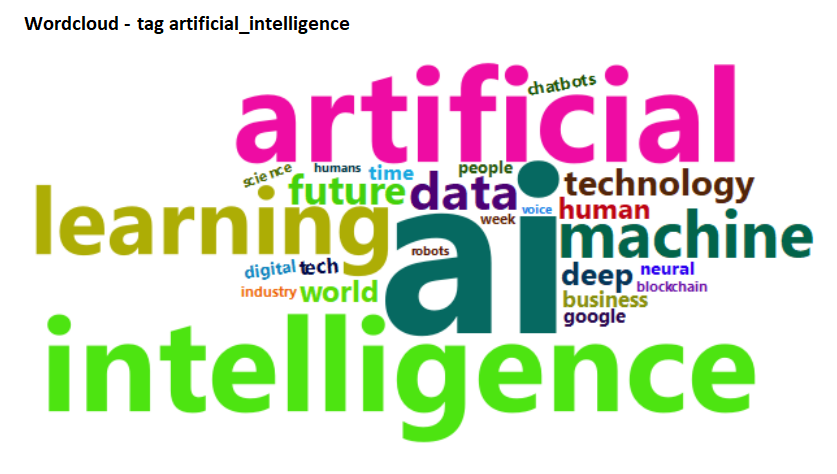 Wordcloud - tag artificial_intelligence
artificial
chatbots
science
humans
time
people
future
data
technology
learning
week
voice
human
ai
robots
machine
digital
tech
deep
neural
industry
world
blockchain
business
google
intelligence